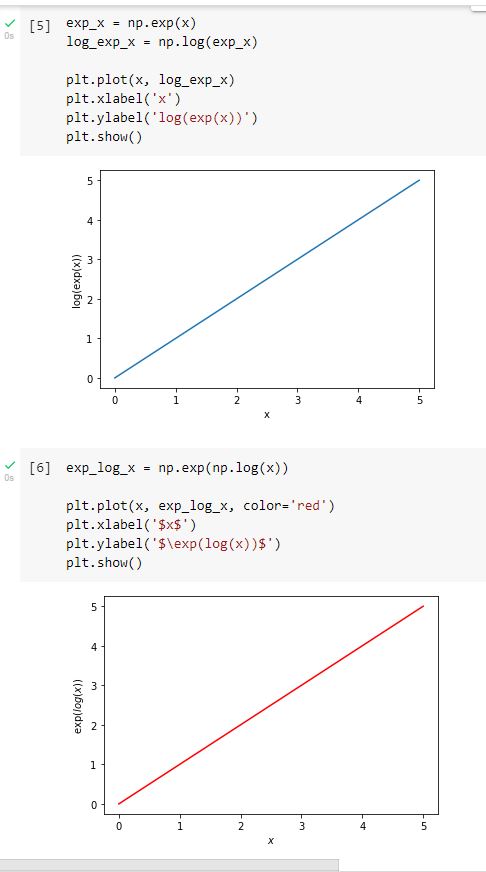 [5] exp_x = np.exp(x)
0s
log_exp_x = np.log(exp_x)
plt.plot(x, log_exp_x)
plt.xlabel('x')
plt.ylabel('log(exp(x))')
plt.show()
5
4
3
2
1
0
log(exp(x))
0 1 2 3 4 5
x
[6] exp_log_x = np.exp(np.log(x))
0s
plt.plot(x, exp_log_x, color='red')
plt.xlabel('$x$')
plt.ylabel('$\exp(log(x))$')
plt.show()
5
4
3
2
1
0
exp(log(x))
0 1 2 3 4 5
x